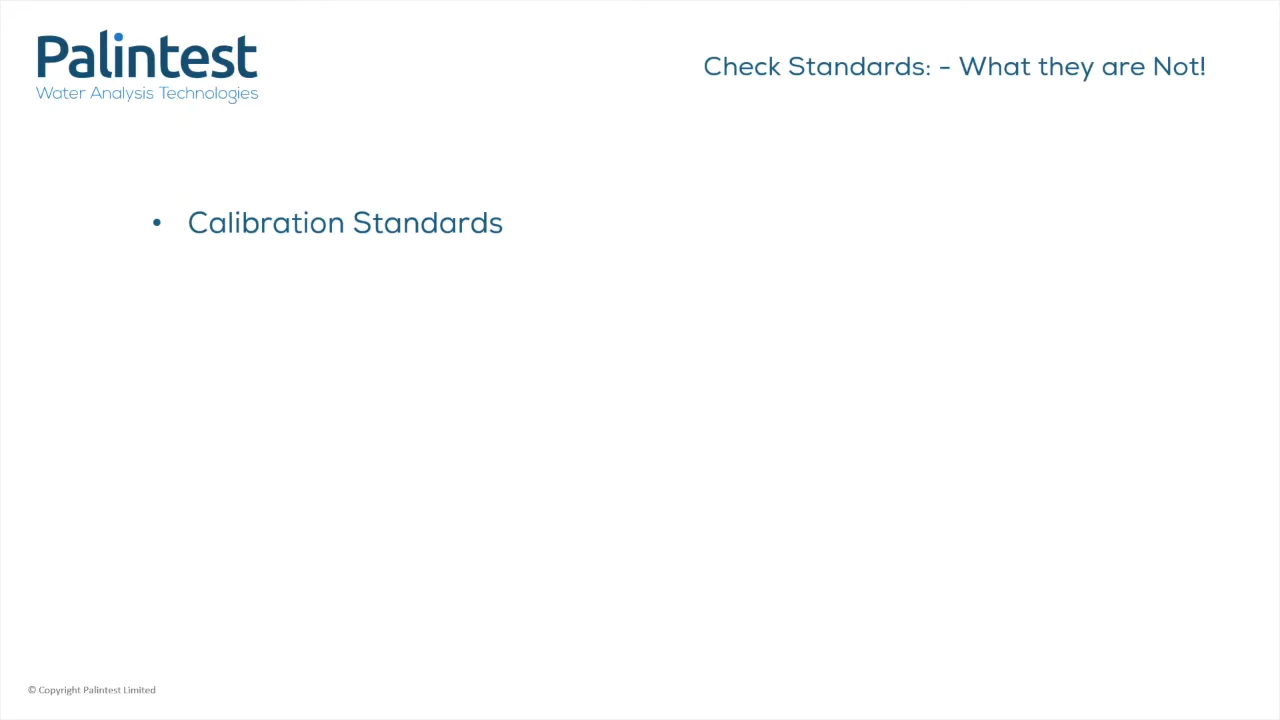 Palintest
Water Analysis Technologies
Check Standards: - What they are Not!
• Calibration Standards
© Copyright Palintest Limited